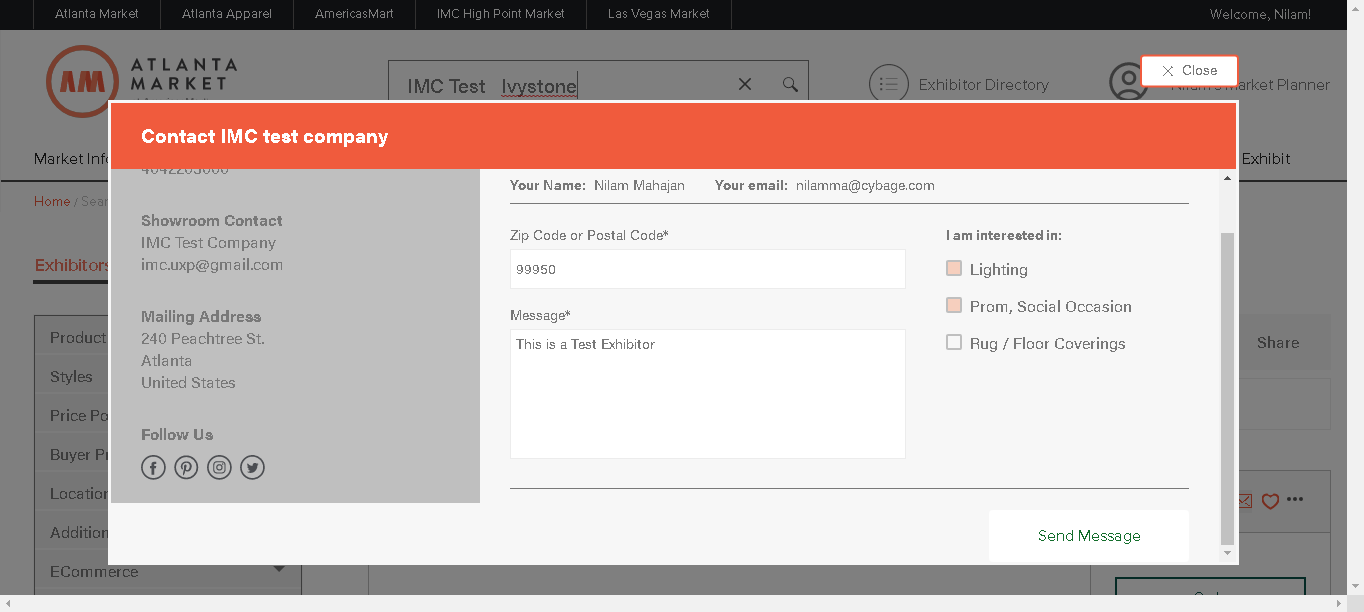 Atlanta Market Atlanta Apparel AmericasMart IMC High Point Market Las Vegas Market Welcome, Nilam!
ATLANTA
MARKET
IMC Test Ivystone
Exhibitor Directory
Nilam's Market Planner
Close
Contact IMC test company
Market Info
Exhibit
Home / Sear
Exhibitors
Product
Styles
Price Po
Buyer Pr
Location
Addition
ECommerce
4042203000
Showroom Contact
IMC Test Company
imc.uxp@gmail.com
Mailing Address
240 Peachtree St.
Atlanta
United States
Follow Us
Your Name: Nilam Mahajan Your email: nilamma@cybage.com
Zip Code or Postal Code*
99950
Message*
This is a Test Exhibitor
I am interested in:
Lighting
Prom, Social Occasion
Rug / Floor Coverings
Send Message
Share